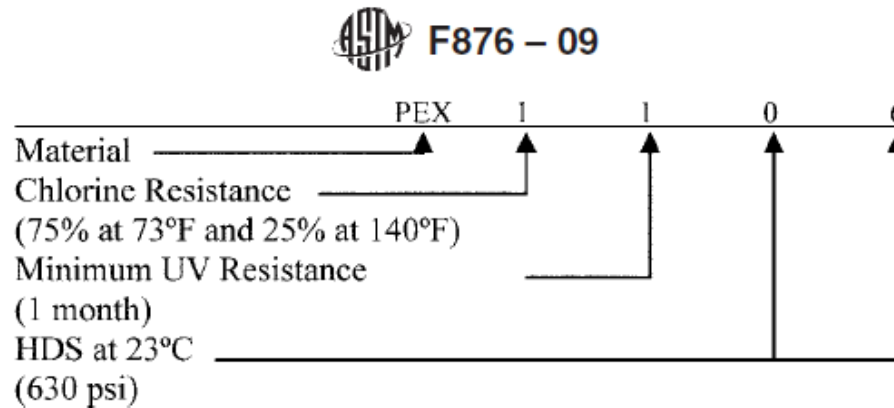 ASTM F876 – 09
PEX 1 1 0
Material
Chlorine Resistance
(75% at 73ºF and 25% at 140ºF)
Minimum UV Resistance
(1 month)
HDS at 23ºC
(630 psi)